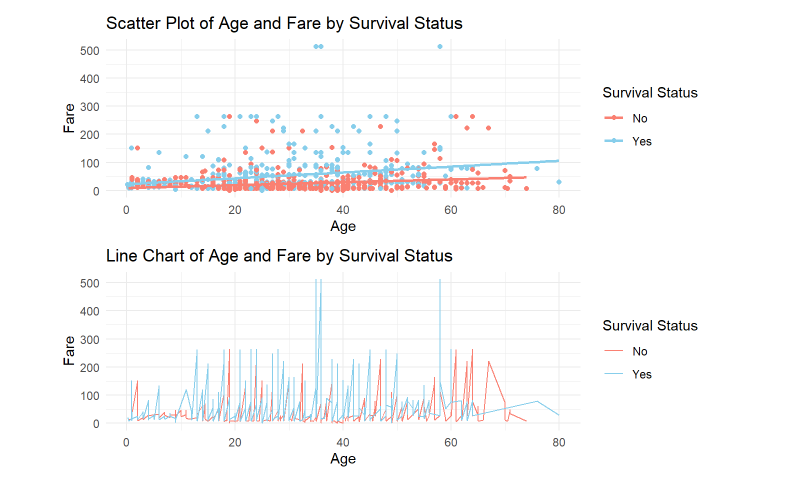 Scatter Plot of Age and Fare by Survival Status
500
400
300
200
100
0
Fare
0 20 40 60 80
Age
Survival Status
No
Yes
Line Chart of Age and Fare by Survival Status
500
400
300
200
100
0
Fare
0 20 40 60 80
Age
Survival Status
No
Yes